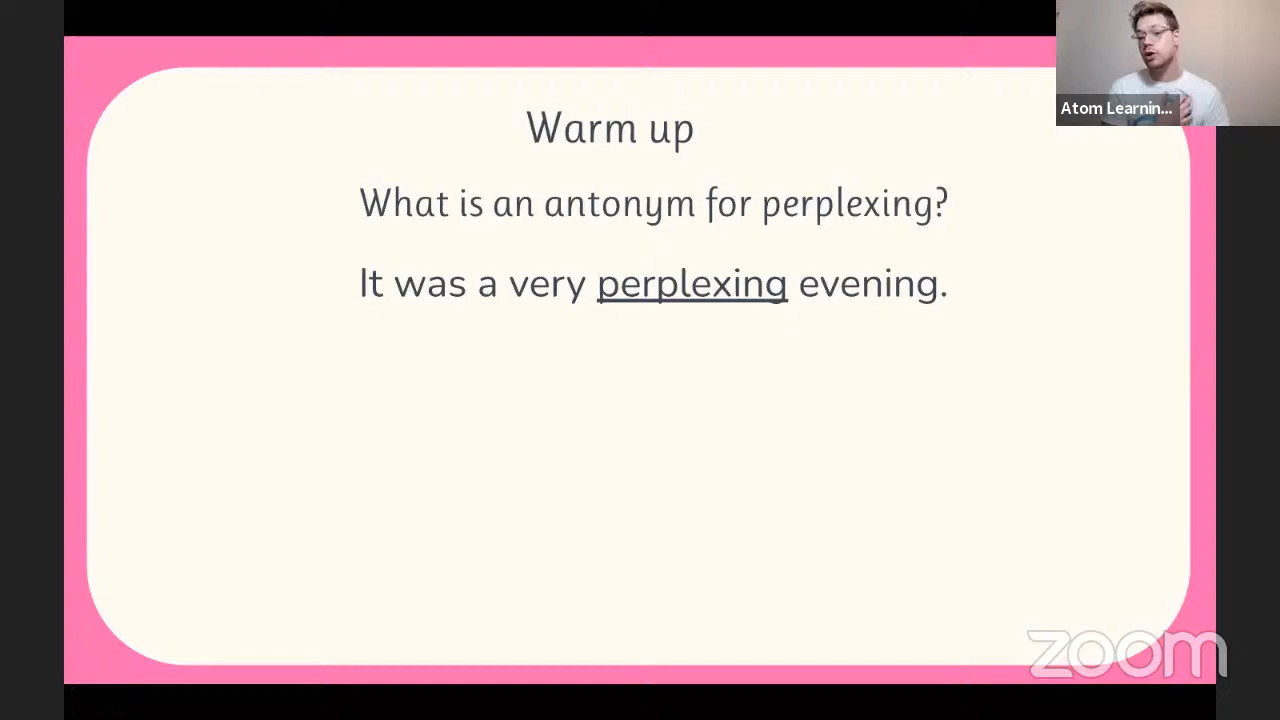 Atom Learnin...
Warm up
What is an antonym for perplexing?
It was a very perplexing evening.
zoom